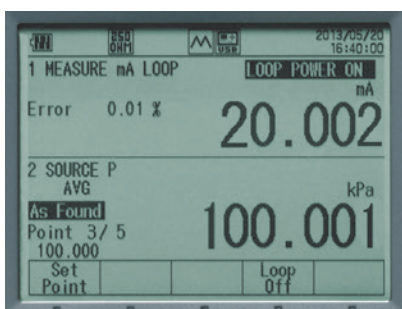 250 OHM USB 2013/05/20
16:40:00
1 MEASURE mA LOOP LOOP POWER ON
mA
Error 0.01 % 20.002
2 SOURCE P
AVG kPa
As Found
Point 3/ 5 100.001
100.000
Set Point Loop Off